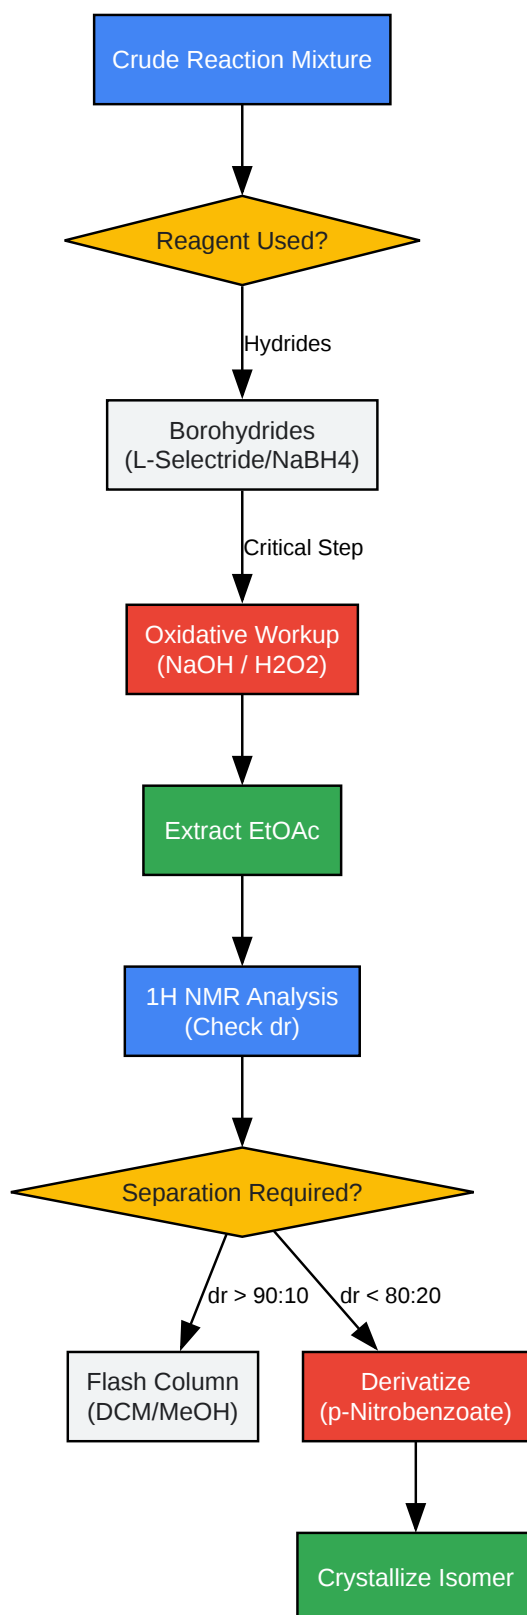 Crude Reaction Mixture
Reagent Used?
Hydrides
Borohydrides
(L-Selectride/NaBH4)
Critical Step
Oxidative Workup
(NaOH / H2O2)
Extract EtOAc
1H NMR Analysis
(Check dr)
Separation Required?
dr > 90:10
dr < 80:20
Flash Column
(DCM/MeOH)
Derivatize
(p-Nitrobenzoate)
Crystallize Isomer